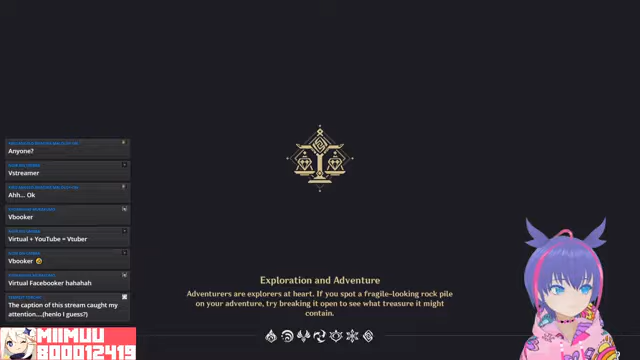 Anyone?
Vstreamer
Ahh... Ok
Vbooker
Virtual + YouTube = Vtuber
Vbooker 🤣
Virtual Facebooker hahahah
The caption of this stream caught my
attention....(henlo I guess?)
MIIMUU
800012419
Exploration and Adventure
Adventurers are explorers at heart. If you spot a fragile-looking rock pile
on your adventure, try breaking it open to see what treasure it might
contain.